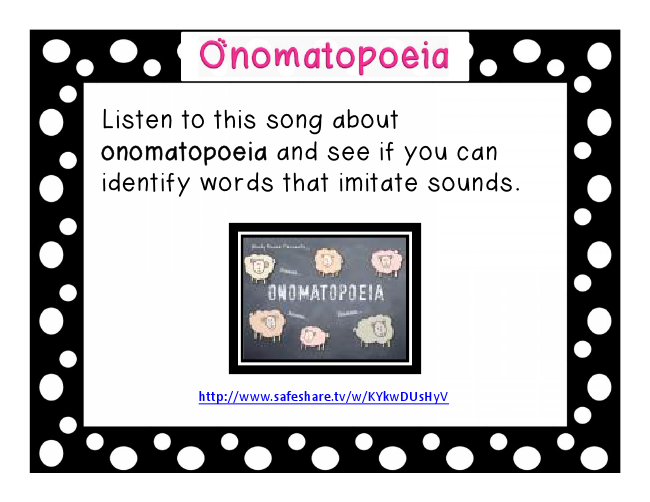 Onomatopoeia
Listen to this song about
onomatopoeia and see if you can
identify words that imitate sounds.
ONOMATOPOEIA
http://www.safeshare.tv/w/KYkwDUsHyV